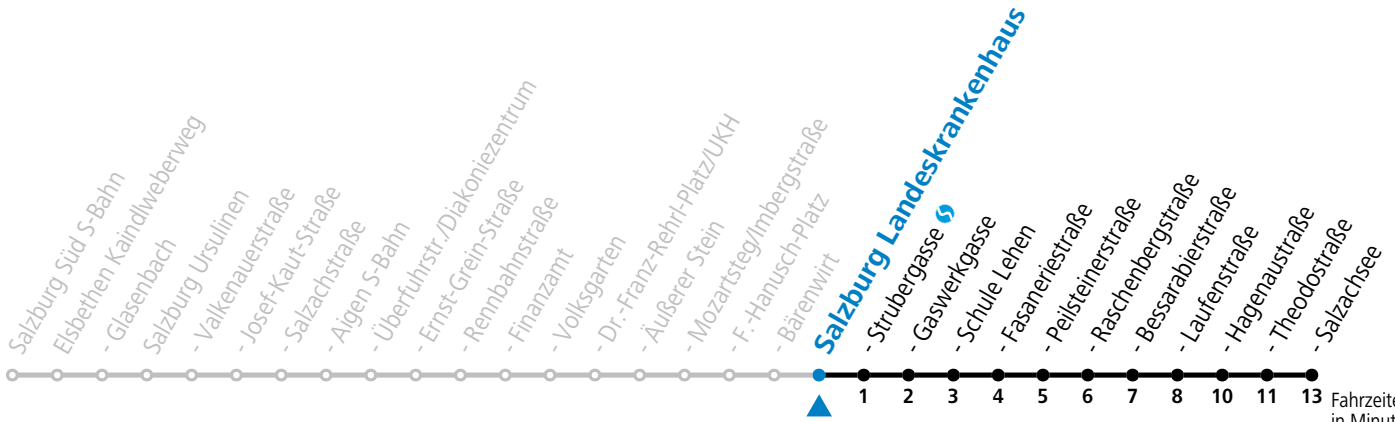 Salzburg Süd S-Bahn
Elsbethen Kaindlweberweg
- Glasenbach
Salzburg Ursulinen
- Valkenauerstraße
- Josef-Kaut-Straße
- Salzachstraße
- Aigen S-Bahn
- Überfuhrstr./Diakoniezentrum
- Ernst-Grein-Straße
- Rennbahnstraße
- Finanzamt
- Volksgarten
- Dr.-Franz-Rehrl-Platz/UKH
- Äußerer Stein
- Mozartsteg/Imbergstraße
- F.-Hanusch-Platz
- Bärenwirt
Salzburg Landeskrankenhaus
- Strubergasse
- Gaswerkgasse
- Schule Lehen
- Fasaneriestraße
- Peilsteinerstraße
- Raschenbergstraße
- Bessarabierstraße
- Laufenstraße
- Hagenaustraße
- Theodostraße
- Salzachsee
1 2 3 4 5 6 7 8 10 11 13 Fahrzeite
in Minut